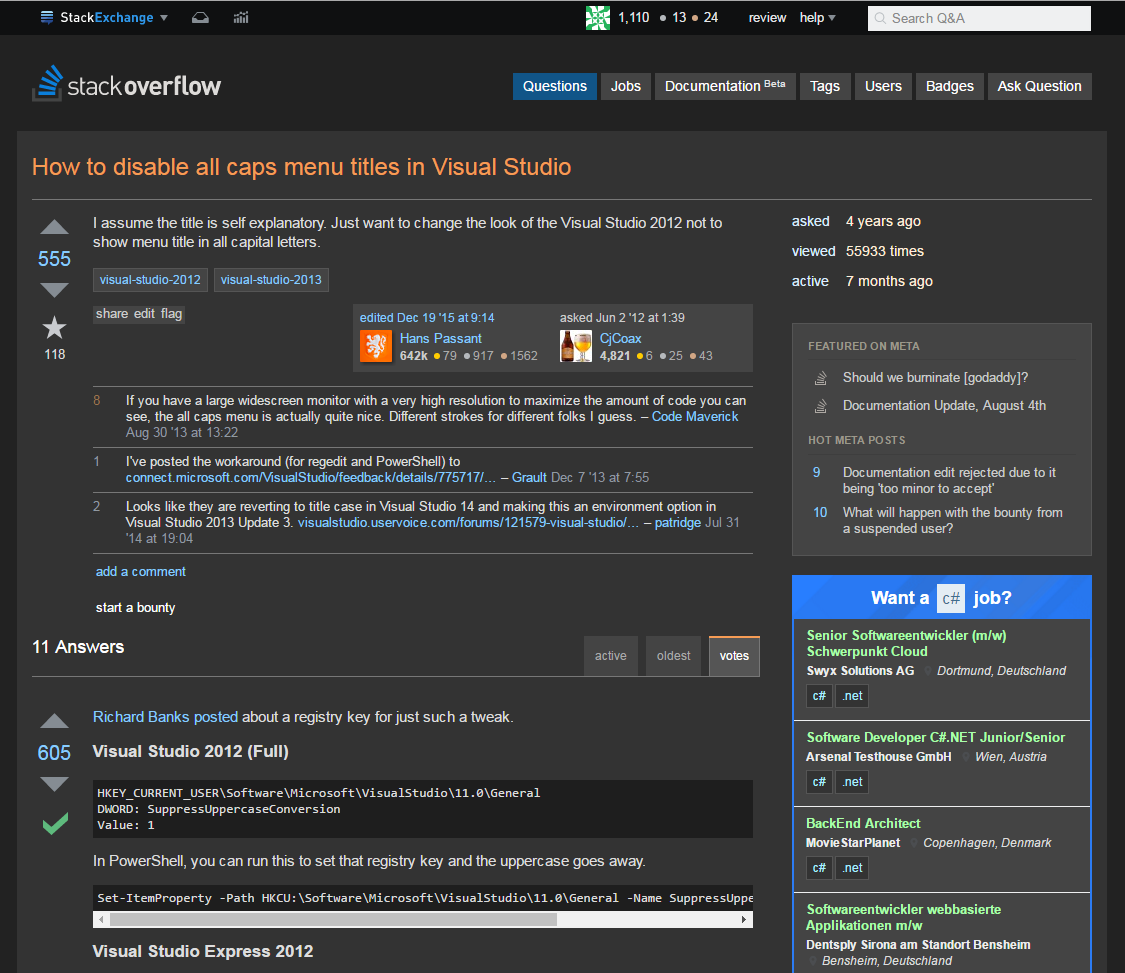 StackExchange
1,110 13 24
review help
Search Q&A
stackoverflow
Questions Jobs Documentation Beta Tags Users Badges Ask Question
How to disable all caps menu titles in Visual Studio
555
118
I assume the title is self explanatory. Just want to change the look of the Visual Studio 2012 not to
show menu title in all capital letters.
visual-studio-2012 visual-studio-2013
share edit flag
edited Dec 19 '15 at 9:14
Hans Passant
642k 79 917 1562
asked Jun 2 '12 at 1:39
CjCoax
4,821 6 25 43
8 If you have a large widescreen monitor with a very high resolution to maximize the amount of code you can
see, the all caps menu is actually quite nice. Different strokes for different folks I guess. – Code Maverick
Aug 30 '13 at 13:22
1 I've posted the workaround (for regedit and PowerShell) to
connect.microsoft.com/VisualStudio/feedback/details/775717/… – Grault Dec 7 '13 at 7:55
2 Looks like they are reverting to title case in Visual Studio 14 and making this an environment option in
Visual Studio 2013 Update 3. visualstudio.uservoice.com/forums/121579-visual-studio/… – patridge Jul 31
'14 at 19:04
add a comment
start a bounty
11 Answers
active oldest votes
605
Richard Banks posted about a registry key for just such a tweak.
Visual Studio 2012 (Full)
HKEY_CURRENT_USER\Software\Microsoft\VisualStudio\11.0\General
DWORD: SuppressUppercaseConversion
Value: 1
In PowerShell, you can run this to set that registry key and the uppercase goes away.
Set-ItemProperty -Path HKCU:\Software\Microsoft\VisualStudio\11.0\General -Name SuppressUppe
Visual Studio Express 2012
asked 4 years ago
viewed 55933 times
active 7 months ago
FEATURED ON META
Should we burninate [godaddy]?
Documentation Update, August 4th
HOT META POSTS
9 Documentation edit rejected due to it
being 'too minor to accept'
10 What will happen with the bounty from
a suspended user?
Want a c# job?
Senior Softwareentwickler (m/w)
Schwerpunkt Cloud
Swyx Solutions AG Dortmund, Deutschland
c# .net
Software Developer C#.NET Junior/Senior
Arsenal Testhouse GmbH Wien, Austria
c# .net
BackEnd Architect
MovieStarPlanet Copenhagen, Denmark
c# .net
Softwareentwickler webbasierte
Applikationen m/w
Dentsply Sirona am Standort Bensheim
Bensheim, Deutschland